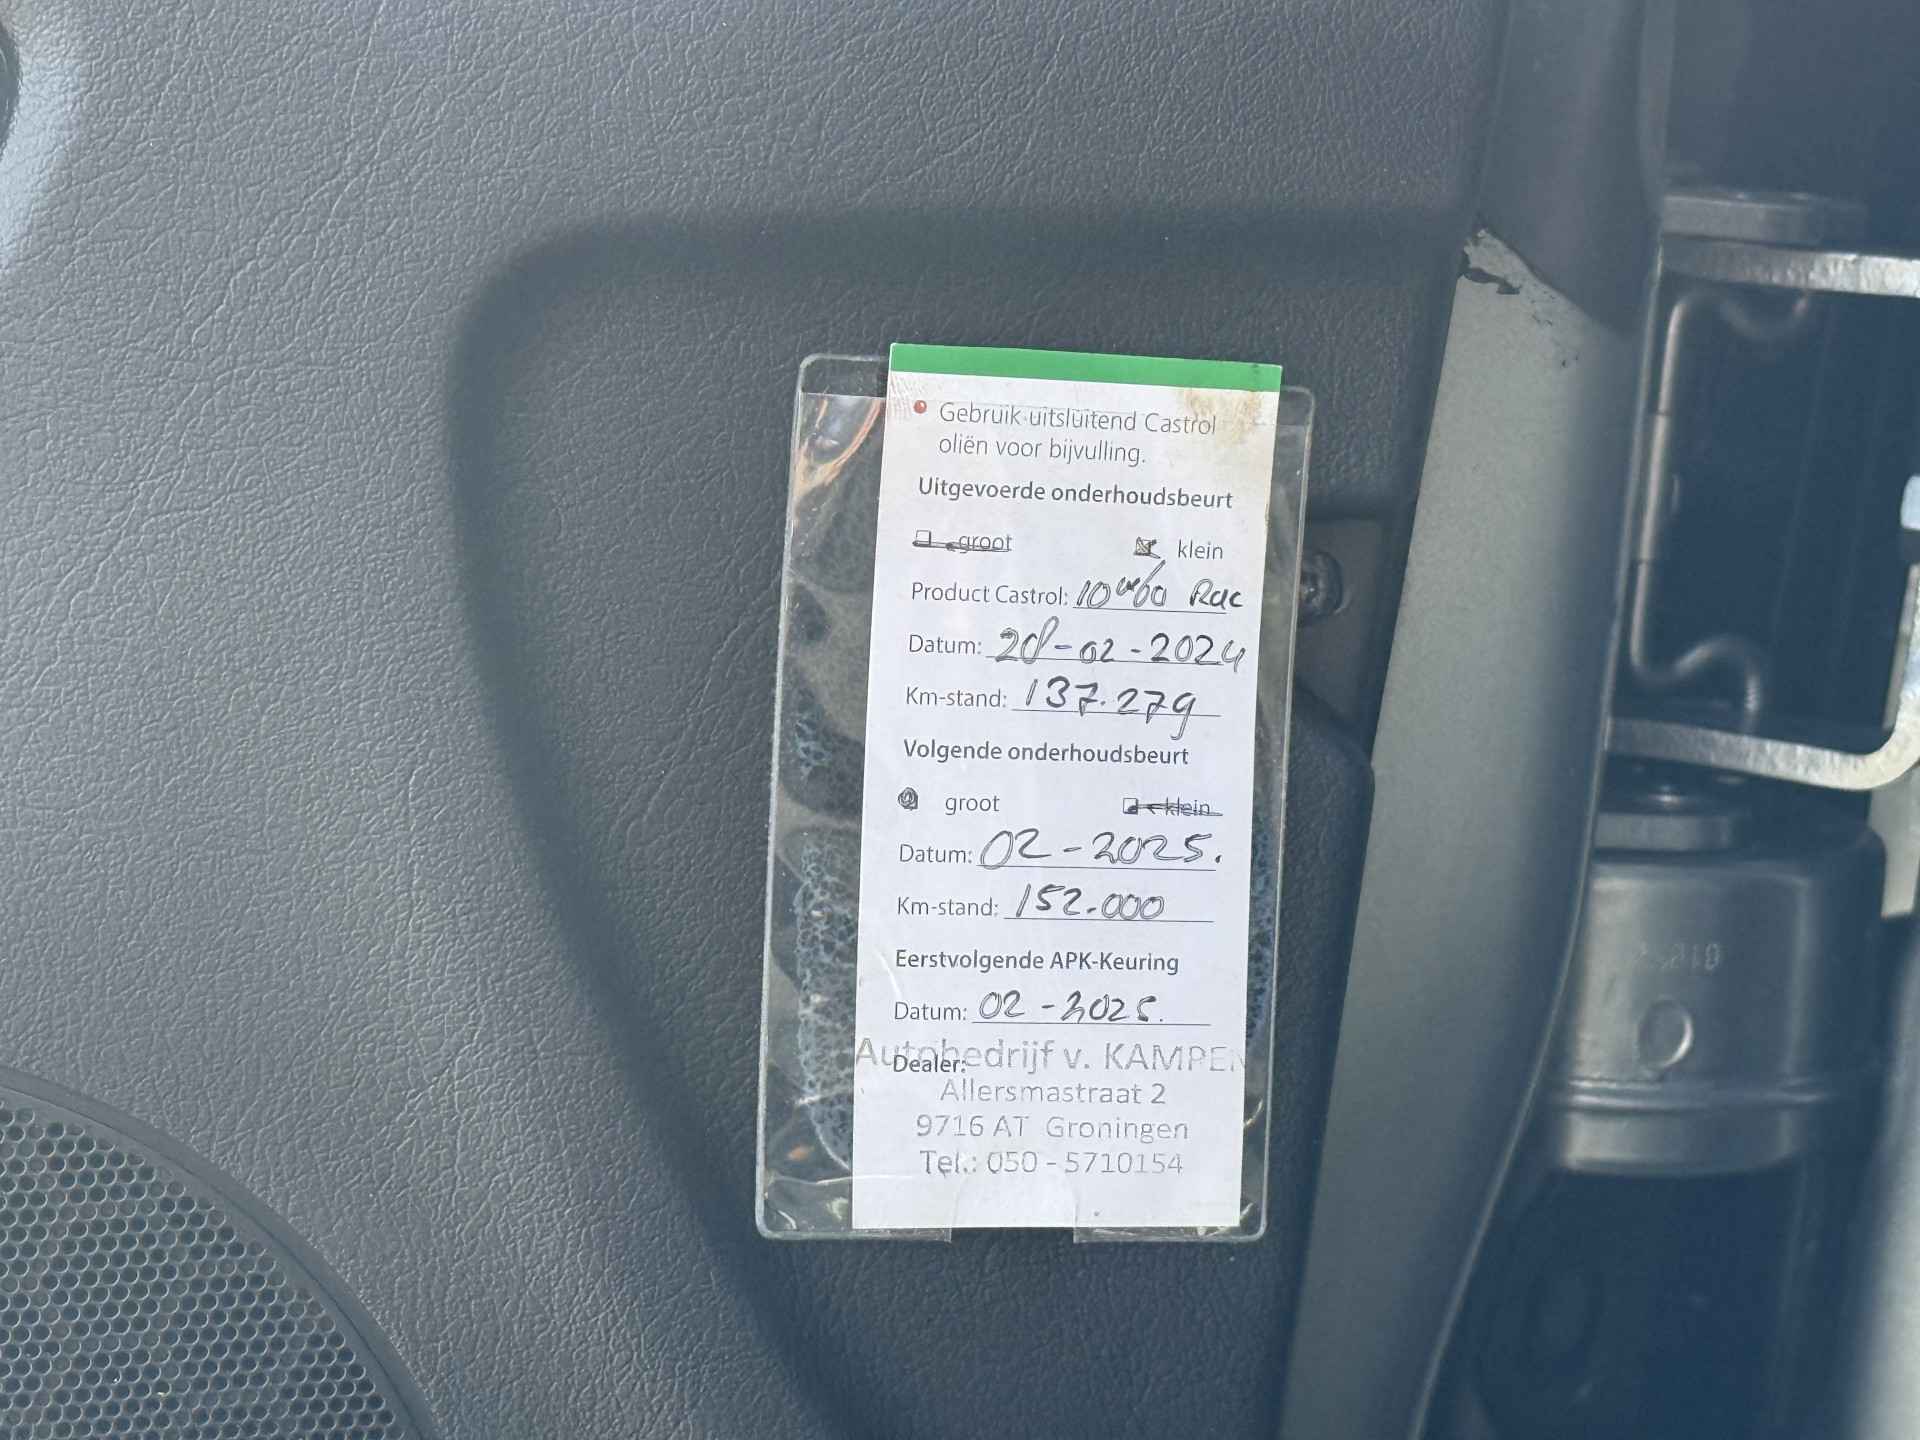 Gebruik uitsluitend Castrol
oliën voor bijvulling.
Uitgevoerde onderhoudsbeurt
groot klein
Product Castrol: 10w60 Rac
Datum: 28-02-2024
Km-stand: 137.279
Volgende onderhoudsbeurt
groot klein
Datum: 02-2025.
Km-stand: 152.000
Eerstvolgende APK-Keuring
Datum: 02-2025.
Autobedrijf v. KAMPEN
Dealer:
Allersmastraat 2
9716 AT Groningen
Tel.: 050 - 5710154